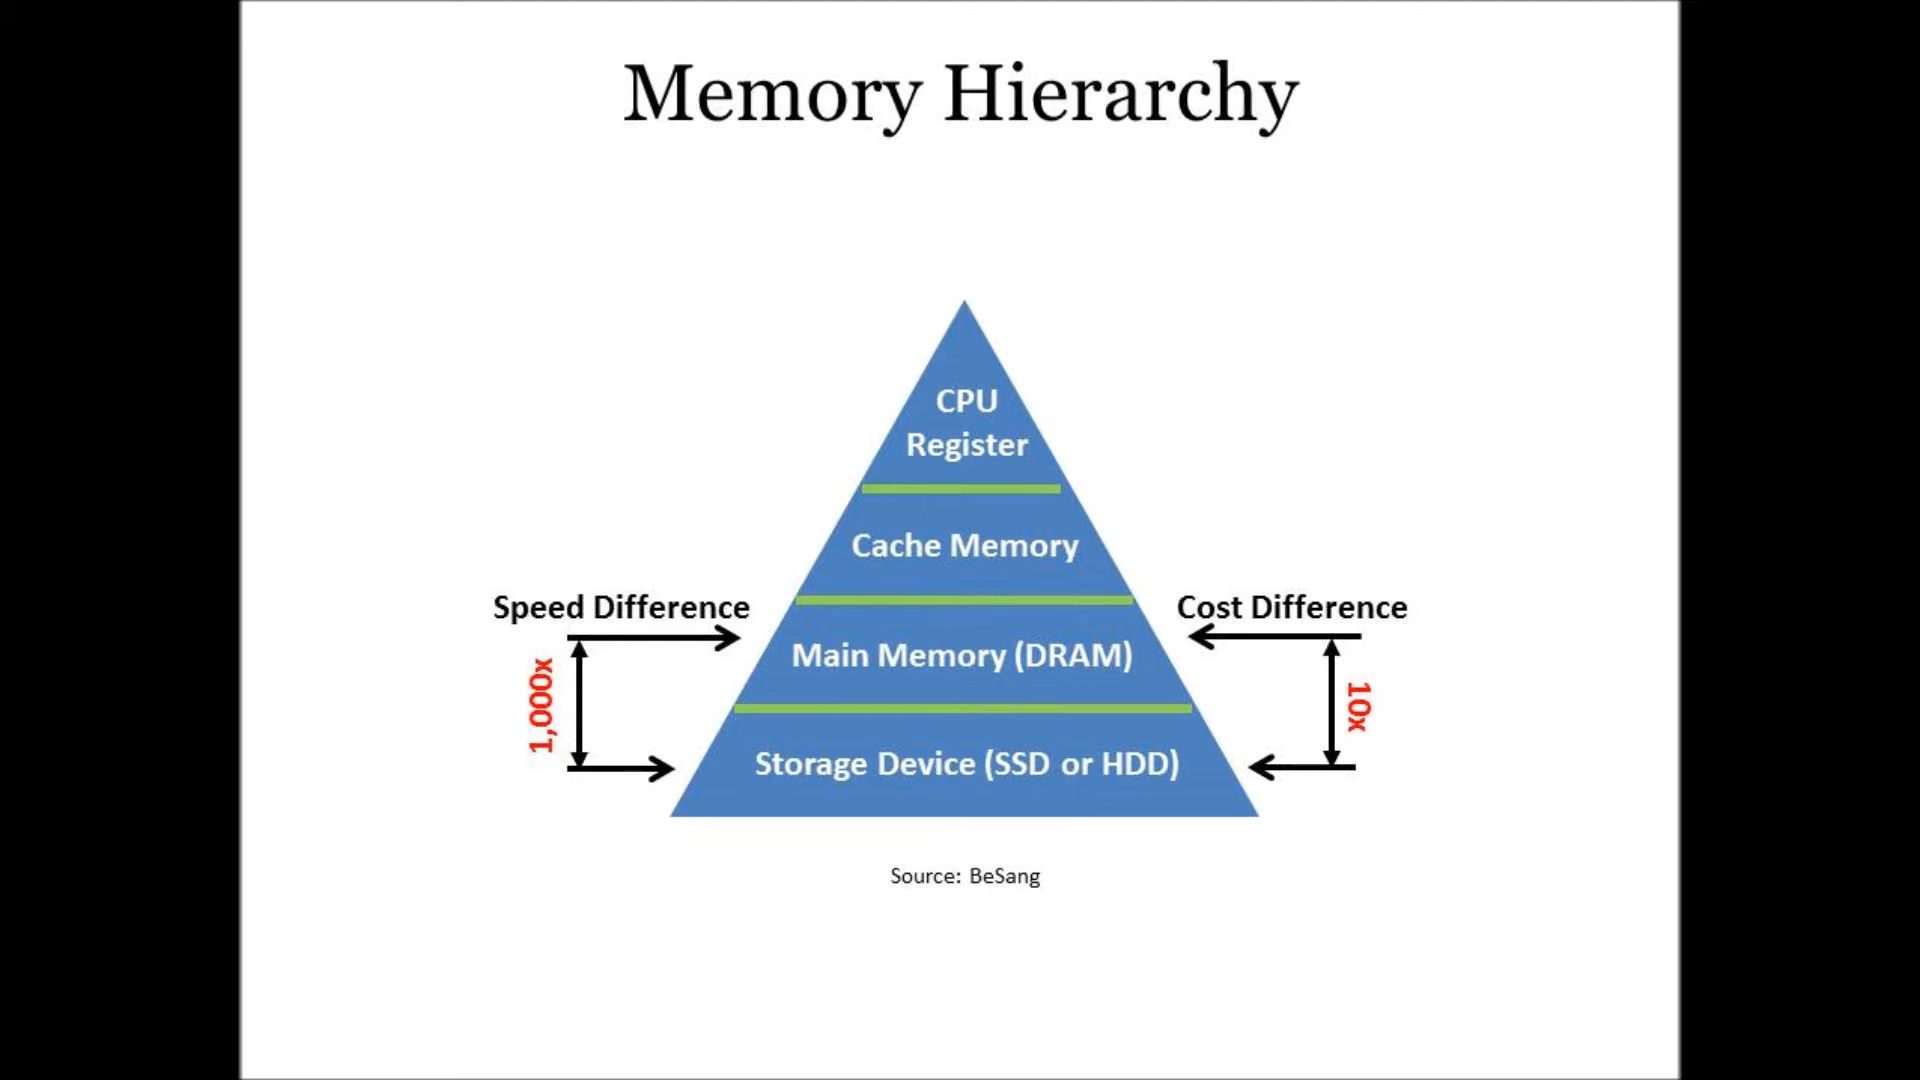 Memory Hierarchy
CPU
Register
Cache Memory
Speed Difference
Cost Difference
Main Memory (DRAM)
1,000x
10x
Storage Device (SSD or HDD)
Source: BeSang